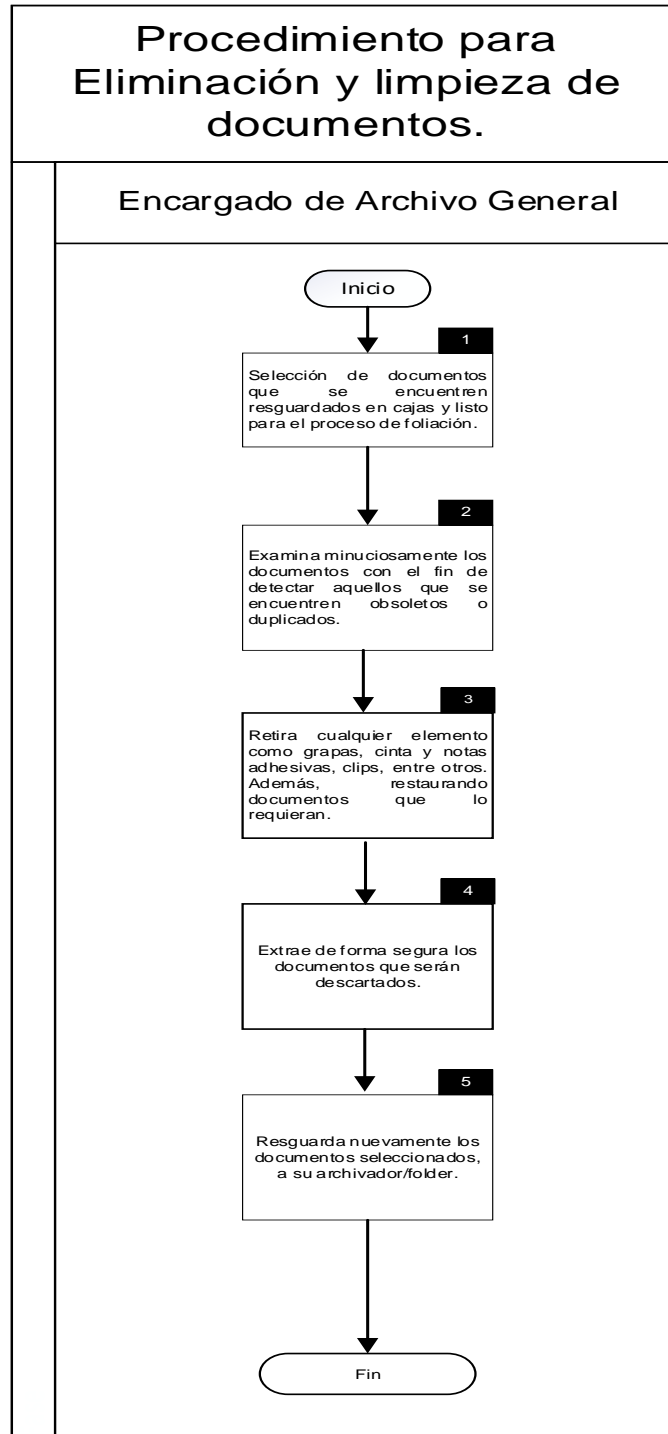 Procedimiento para
Eliminación y limpieza de
documentos.
Encargado de Archivo General
Inicio
1
Selección de documentos
que se encuentren
resguardados en cajas y listo
para el proceso de foliación.
2
Examina minuciosamente los
documentos con el fin de
detectar aquellos que se
encuentren obsoletos o
duplicados.
3
Retira cualquier elemento
como grapas, cinta y notas
adhesivas, clips, entre otros.
Además, restaurando
documentos que lo
requieran.
4
Extrae de forma segura los
documentos que serán
descartados.
5
Resguarda nuevamente los
documentos seleccionados,
a su archivador/folder.
Fin